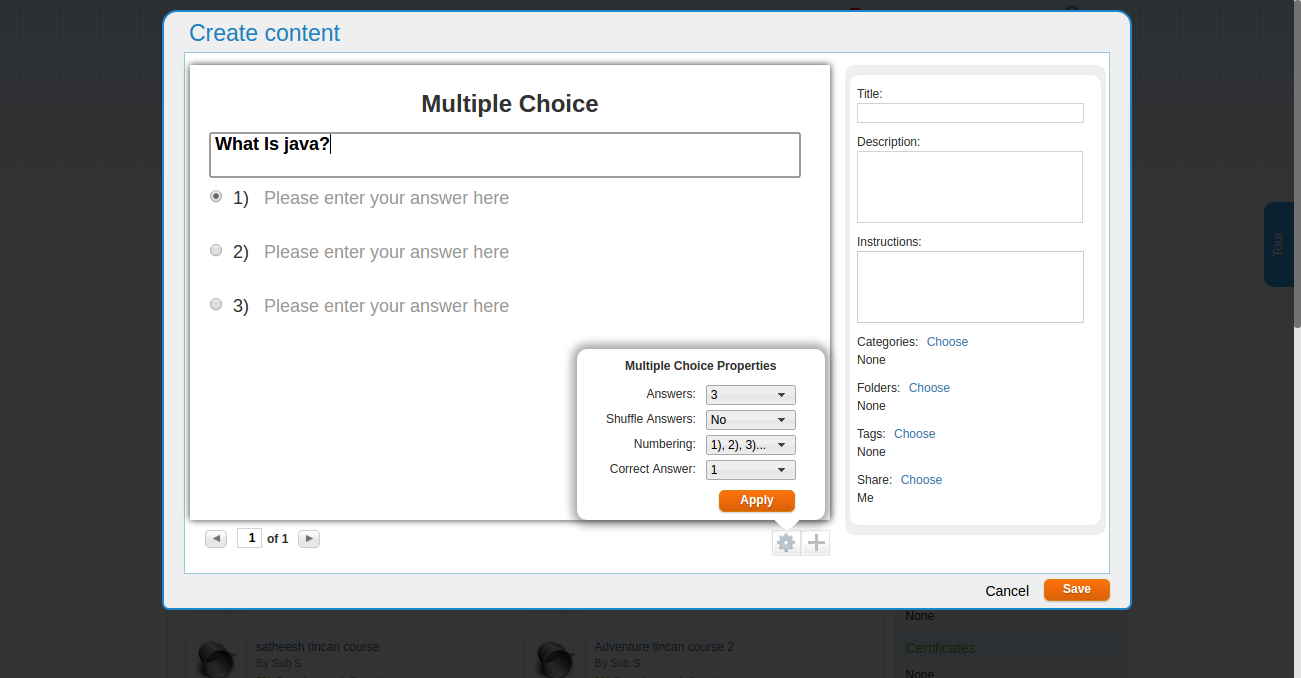 Create content
Multiple Choice
What Is java?
1) Please enter your answer here
2) Please enter your answer here
3) Please enter your answer here
Multiple Choice Properties
Answers: 3
Shuffle Answers: No
Numbering: 1), 2), 3)...
Correct Answer: 1
Apply
1 of 1
Title:
Description:
Instructions:
Categories: Choose
None
Folders: Choose
None
Tags: Choose
None
Share: Choose
Me
Cancel Save
Tour
None
satheesh tincan course
By Sub S
Adventure tincan course 2
By Sub S
Certificates
None